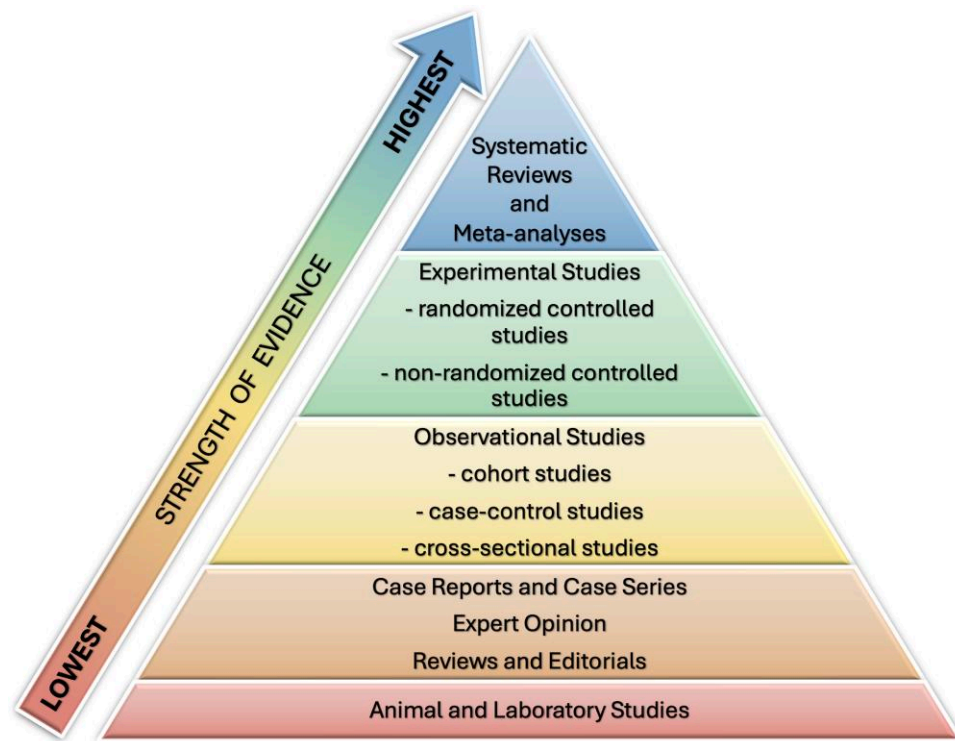 HIGHEST
STRENGTH OF EVIDENCE
LOWEST
Systematic
Reviews
and
Meta-analyses
Experimental Studies
- randomized controlled
studies
- non-randomized controlled
studies
Observational Studies
- cohort studies
- case-control studies
- cross-sectional studies
Case Reports and Case Series
Expert Opinion
Reviews and Editorials
Animal and Laboratory Studies